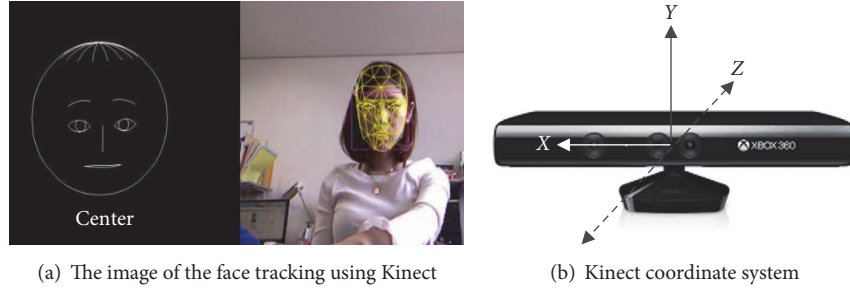 Center
Y
Z
X
XBOX 360
(a) The image of the face tracking using Kinect
(b) Kinect coordinate system